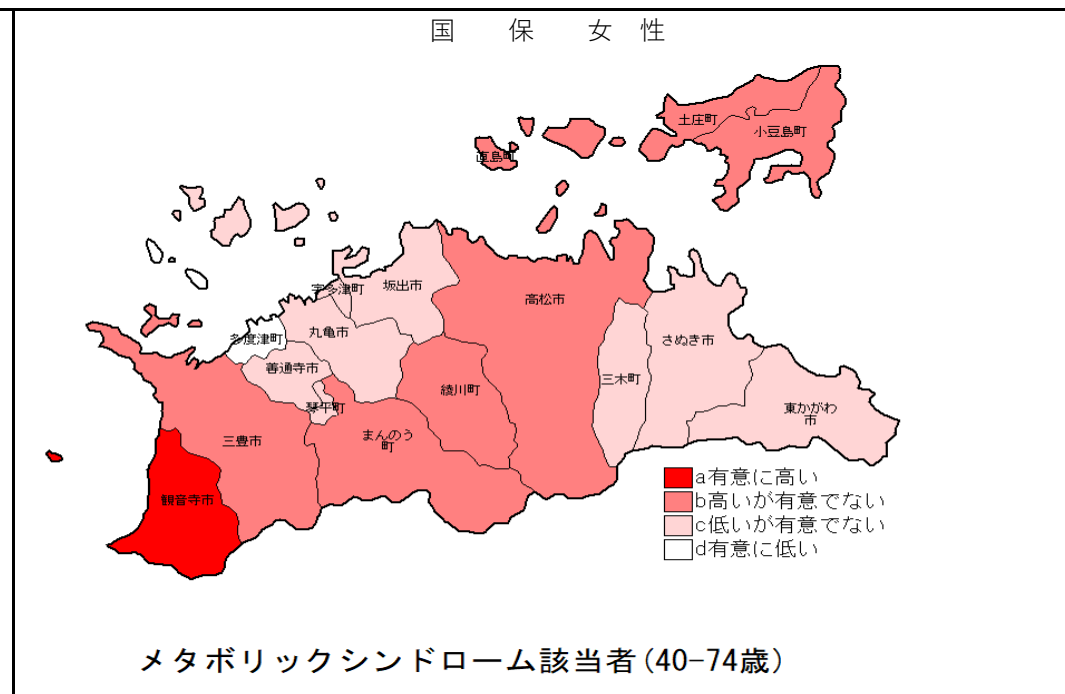 国保女性
土庄町
小豆島町
直島町
坂出市
宇多津町
高松市
丸亀市
多度津町
さぬき市
善通寺市
三木町
綾川町
琴平町
東かがわ
市
まんのう
町
三豊市
観音寺市
a有意に高い
b高いが有意でない
c低いが有意でない
d有意に低い
メタボリックシンドローム該当者(40-74歳)